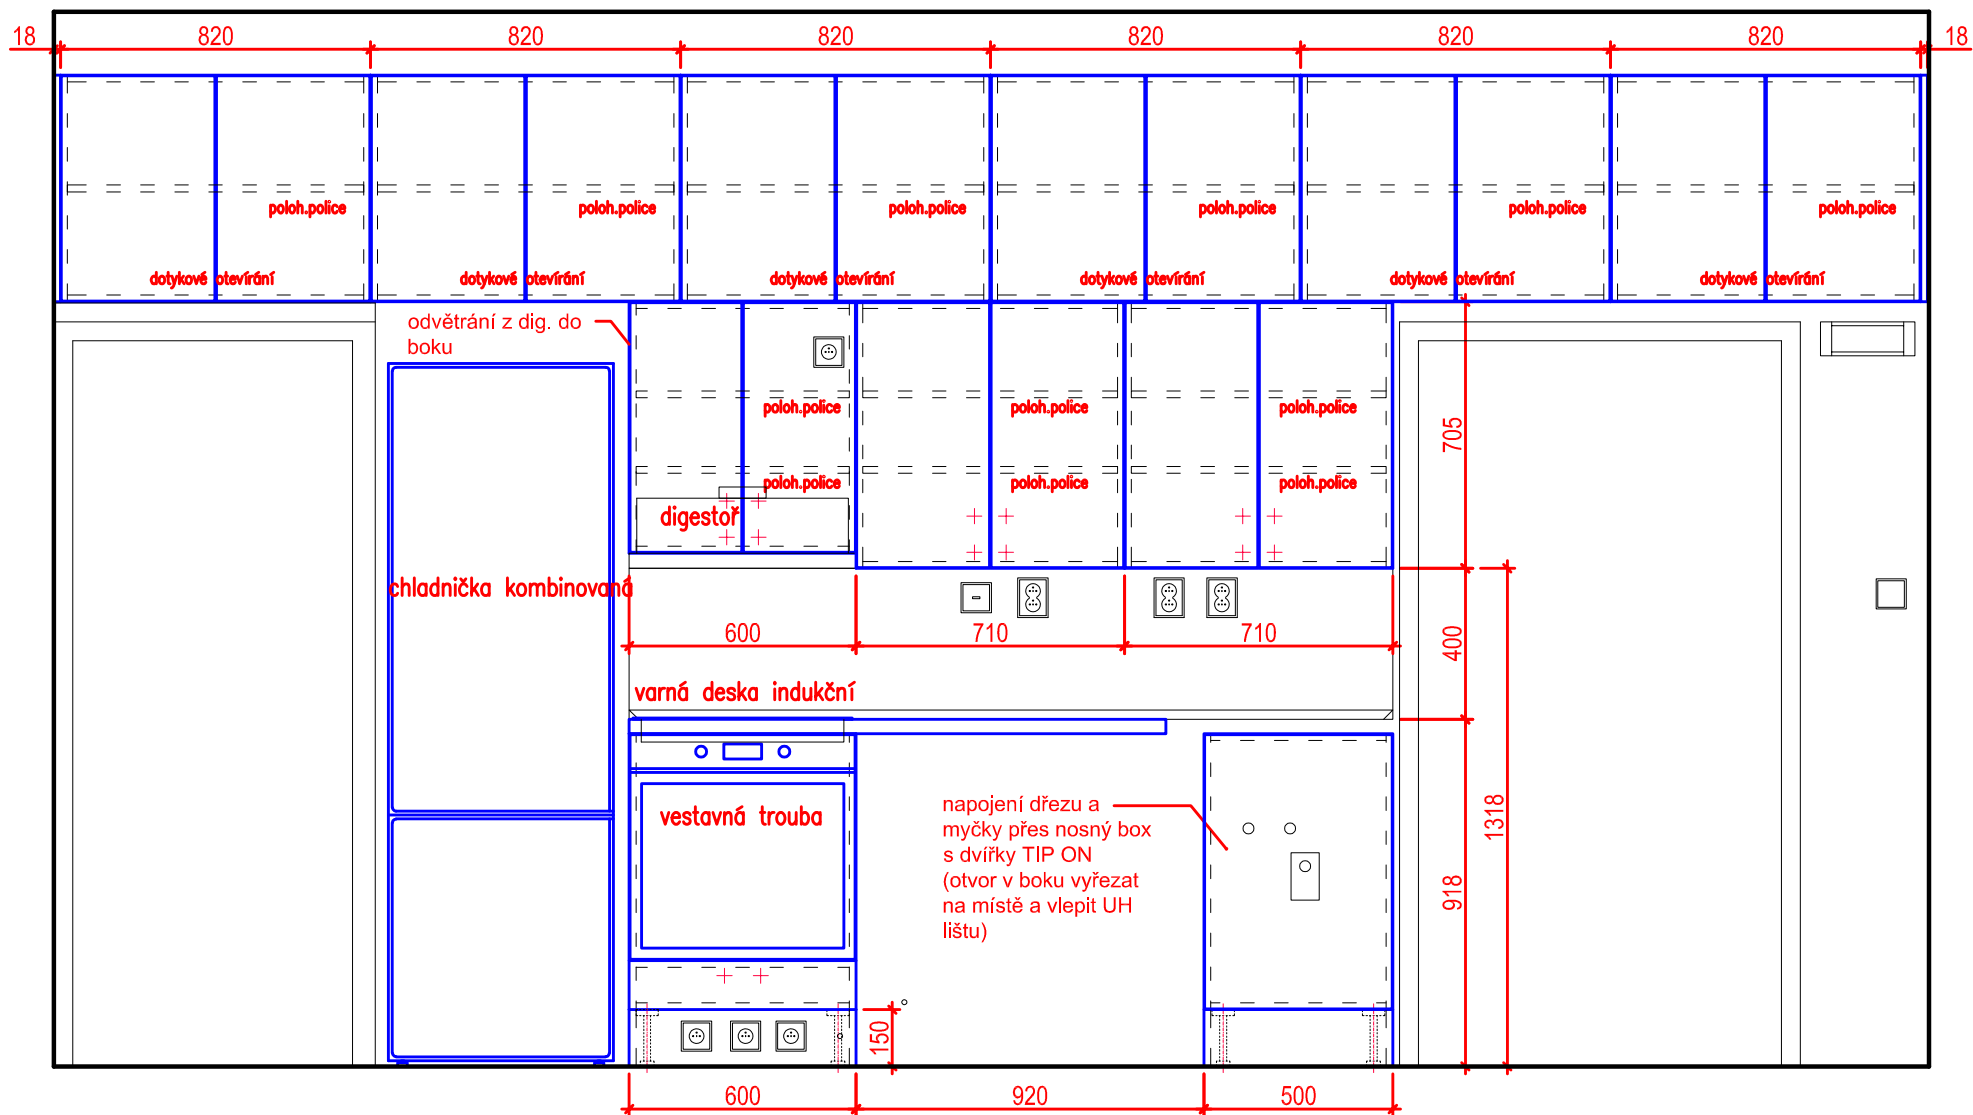 18 820 820 820 820 820 820 18
poloh.police poloh.police poloh.police poloh.police poloh.police poloh.police
dotykové otevírání dotykové otevírání dotykové otevírání dotykové otevírání dotykové otevírání dotykové otevírání
odvětrání z dig. do
boku
poloh.police poloh.police poloh.police
705
poloh.police poloh.police poloh.police
digestoř
chladnička kombinovaná
600 710 710
400
varná deska indukční
vestavná trouba
napojení dřezu a
myčky přes nosný box
s dvířky TIP ON
(otvor v boku vyřezat
na místě a vlepit UH
lištu)
1318
918
150
600 920 500